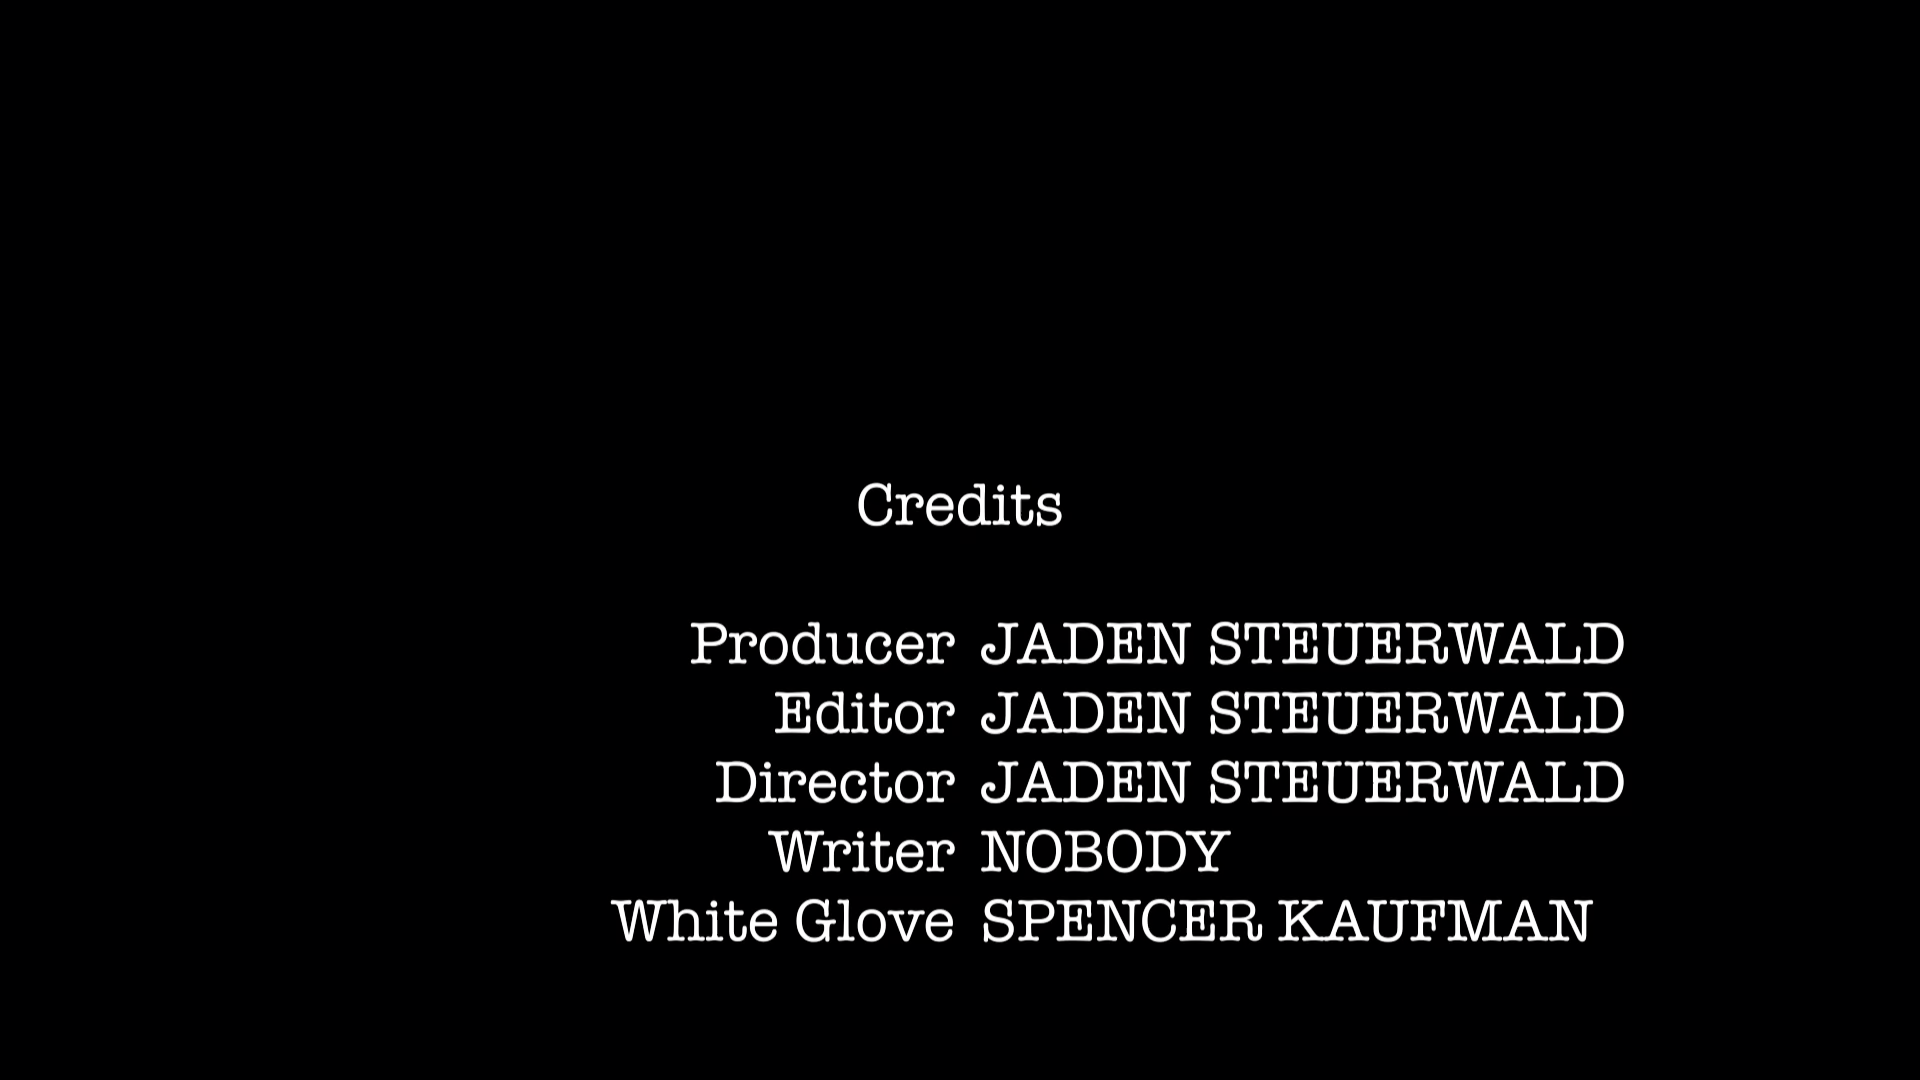 Credits
Producer JADEN STEUERWALD
Editor JADEN STEUERWALD
Director JADEN STEUERWALD
Writer NOBODY
White Glove SPENCER KAUFMAN